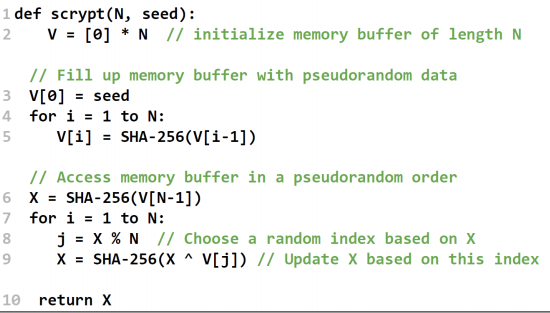 1 def scrypt(N, seed):
2 V = [0] * N // initialize memory buffer of length N
// Fill up memory buffer with pseudorandom data
3 V[0] = seed
4 for i = 1 to N:
5 V[i] = SHA-256(V[i-1])
// Access memory buffer in a pseudorandom order
6 X = SHA-256(V[N-1])
7 for i = 1 to N:
8 j = X % N // Choose a random index based on X
9 X = SHA-256(X ^ V[j]) // Update X based on this index
10 return X